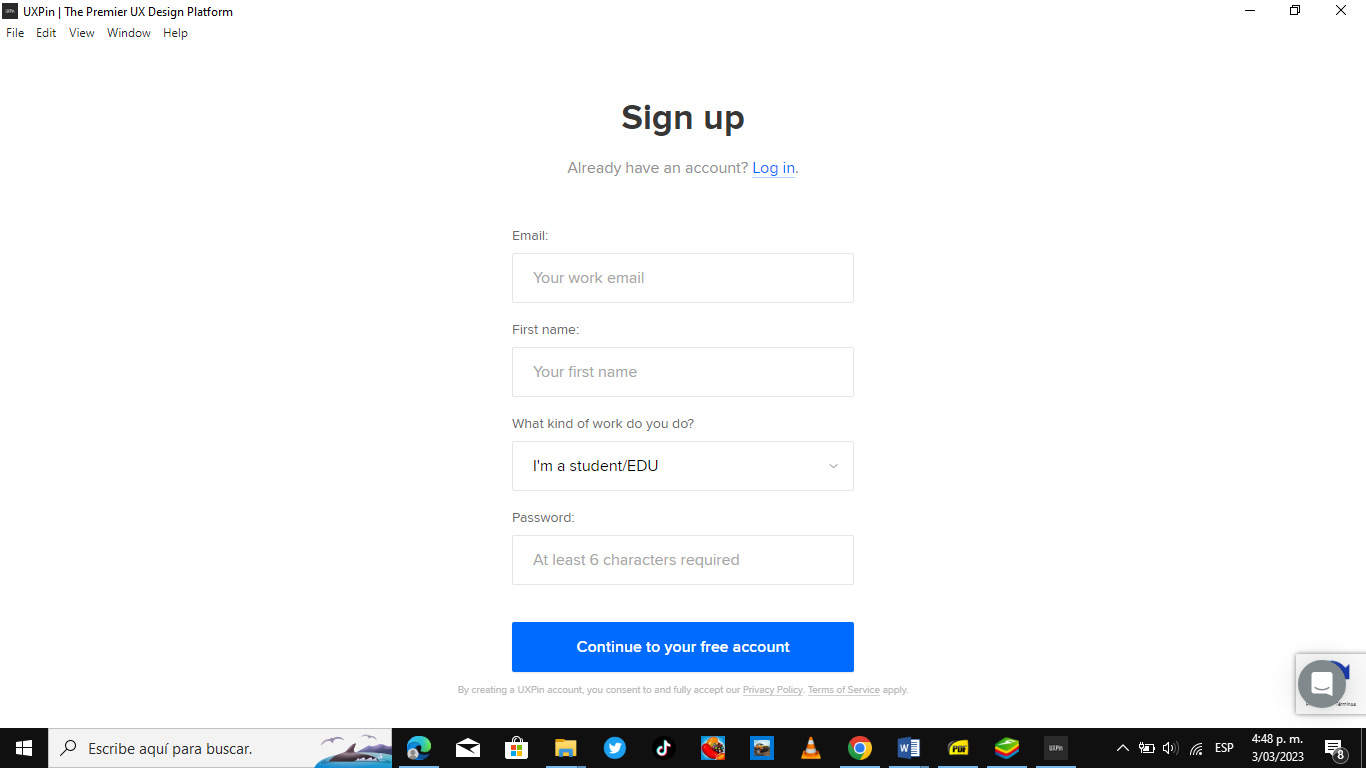 UXPin | The Premier UX Design Platform
File Edit View Window Help
Sign up
Already have an account? Log in.
Email:
Your work email
First name:
Your first name
What kind of work do you do?
I'm a student/EDU
Password:
At least 6 characters required
Continue to your free account
By creating a UXPin account, you consent to and fully accept our Privacy Policy. Terms of Service apply.
Escribe aquí para buscar.
PDF
UXPin
ESP
4:48 p. m.
3/03/2023
8